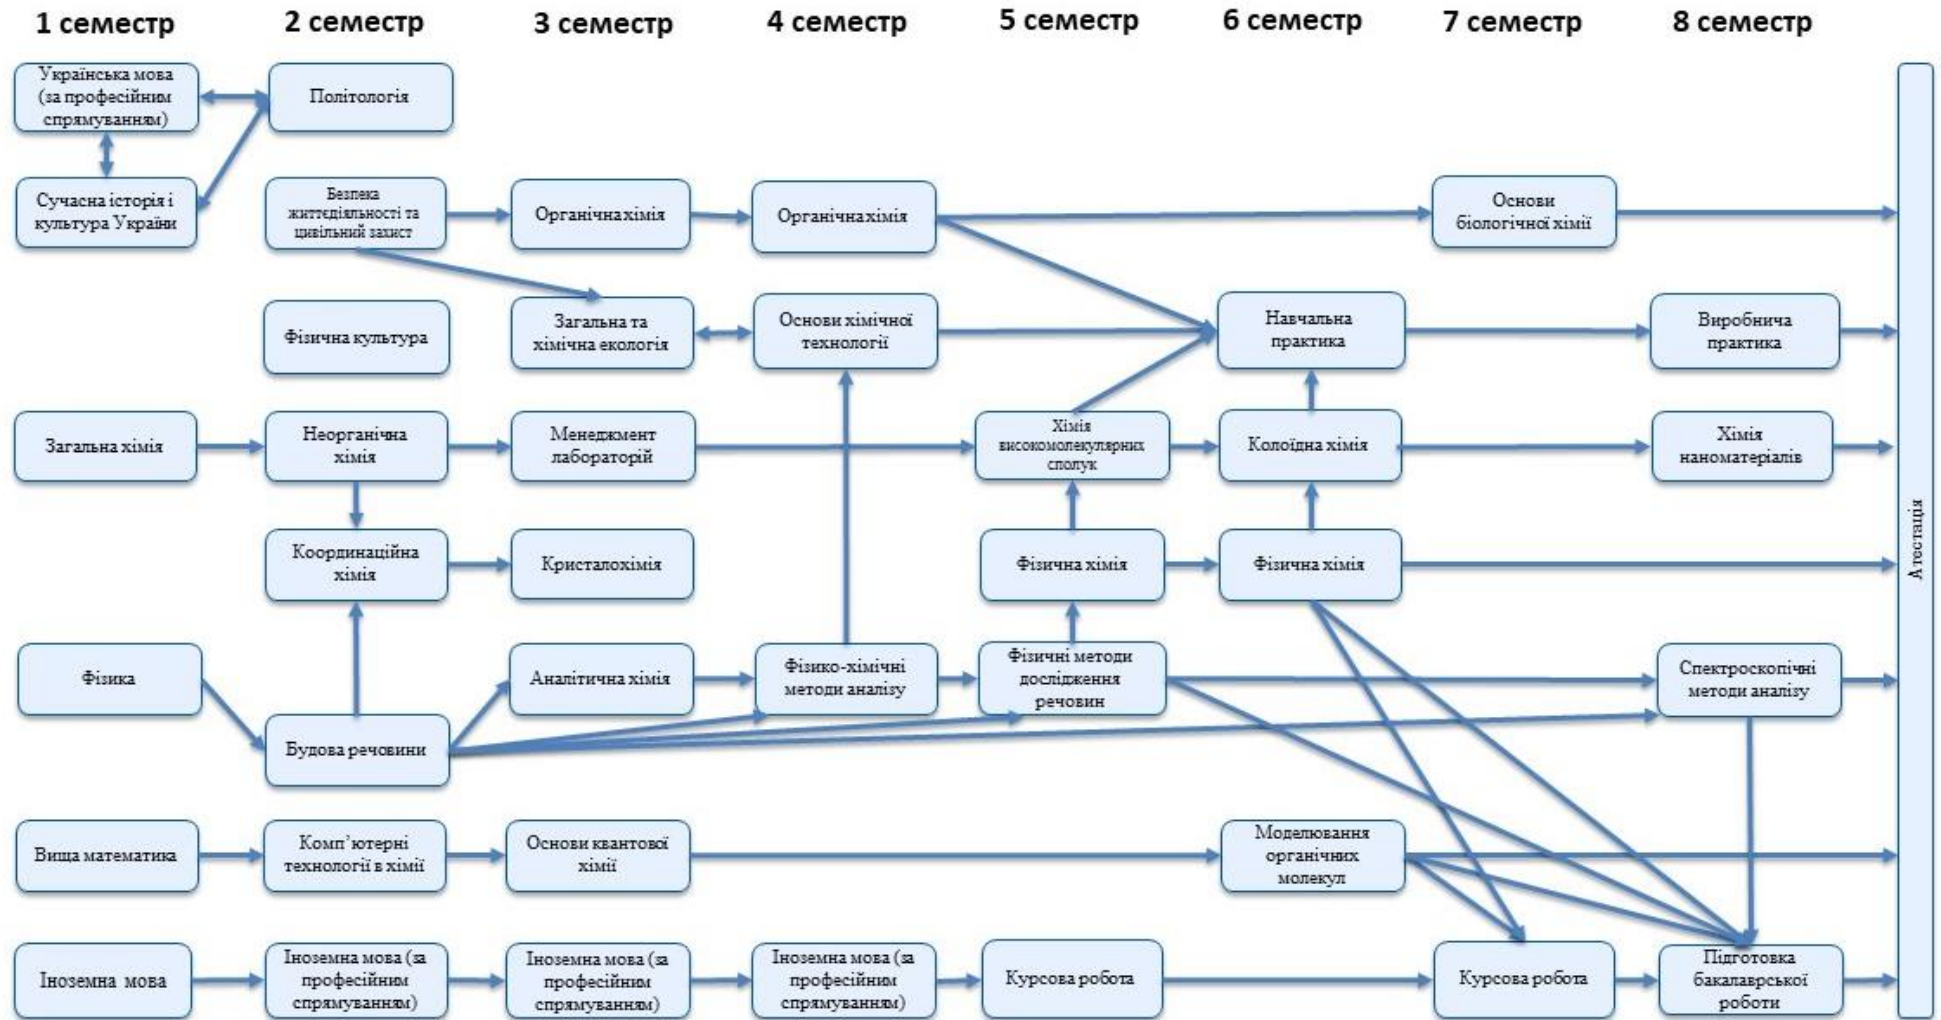 1 семестр
2 семестр
3 семестр
4 семестр
5 семестр
6 семестр
7 семестр
8 семестр
Українська мова
(за професійним
спрямуванням)
Політологія
Сучасна історія і
культура України
Безпека
життєдіяльності та
цивільний захист
Органічна хімія
Органічна хімія
Основи
біологічної хімії
Фізична культура
Загальна та
хімічна екологія
Основи хімічної
технології
Навчальна
практика
Виробнича
практика
Загальна хімія
Неорганічна
хімія
Менеджмент
лабораторій
Хімія
високомолекулярних
сполук
Колоїдна хімія
Хімія
наноматеріалів
Координаційна
хімія
Кристалохімія
Фізична хімія
Фізична хімія
Атестація
Фізика
Будова речовини
Аналітична хімія
Фізико-хімічні
методи аналізу
Фізичні методи
дослідження
речовин
Спектроскопічні
методи аналізу
Вища математика
Комп’ютерні
технології в хімії
Основи квантової
хімії
Моделювання
органічних
молекул
Іноземна мова
Іноземна мова (за
професійним
спрямуванням)
Іноземна мова (за
професійним
спрямуванням)
Іноземна мова (за
професійним
спрямуванням)
Курсова робота
Курсова робота
Підготовка
бакалаврської
роботи